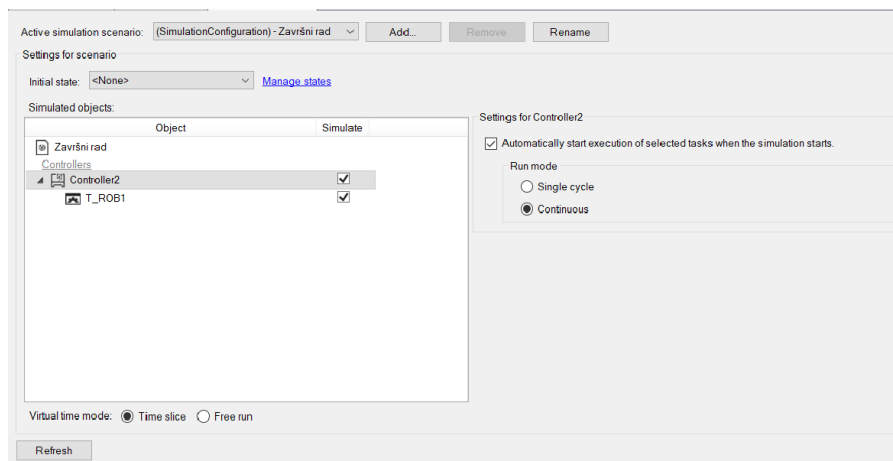 Active simulation scenario: (SimulationConfiguration) - Završni rad Add... Remove Rename
Settings for scenario
Initial state: <None> Manage states
Simulated objects:
Object Simulate
Završni rad
Controllers
Controller2
T_ROB1
Settings for Controller2
Automatically start execution of selected tasks when the simulation starts.
Run mode
Single cycle
Continuous
Virtual time mode: Time slice Free run
Refresh